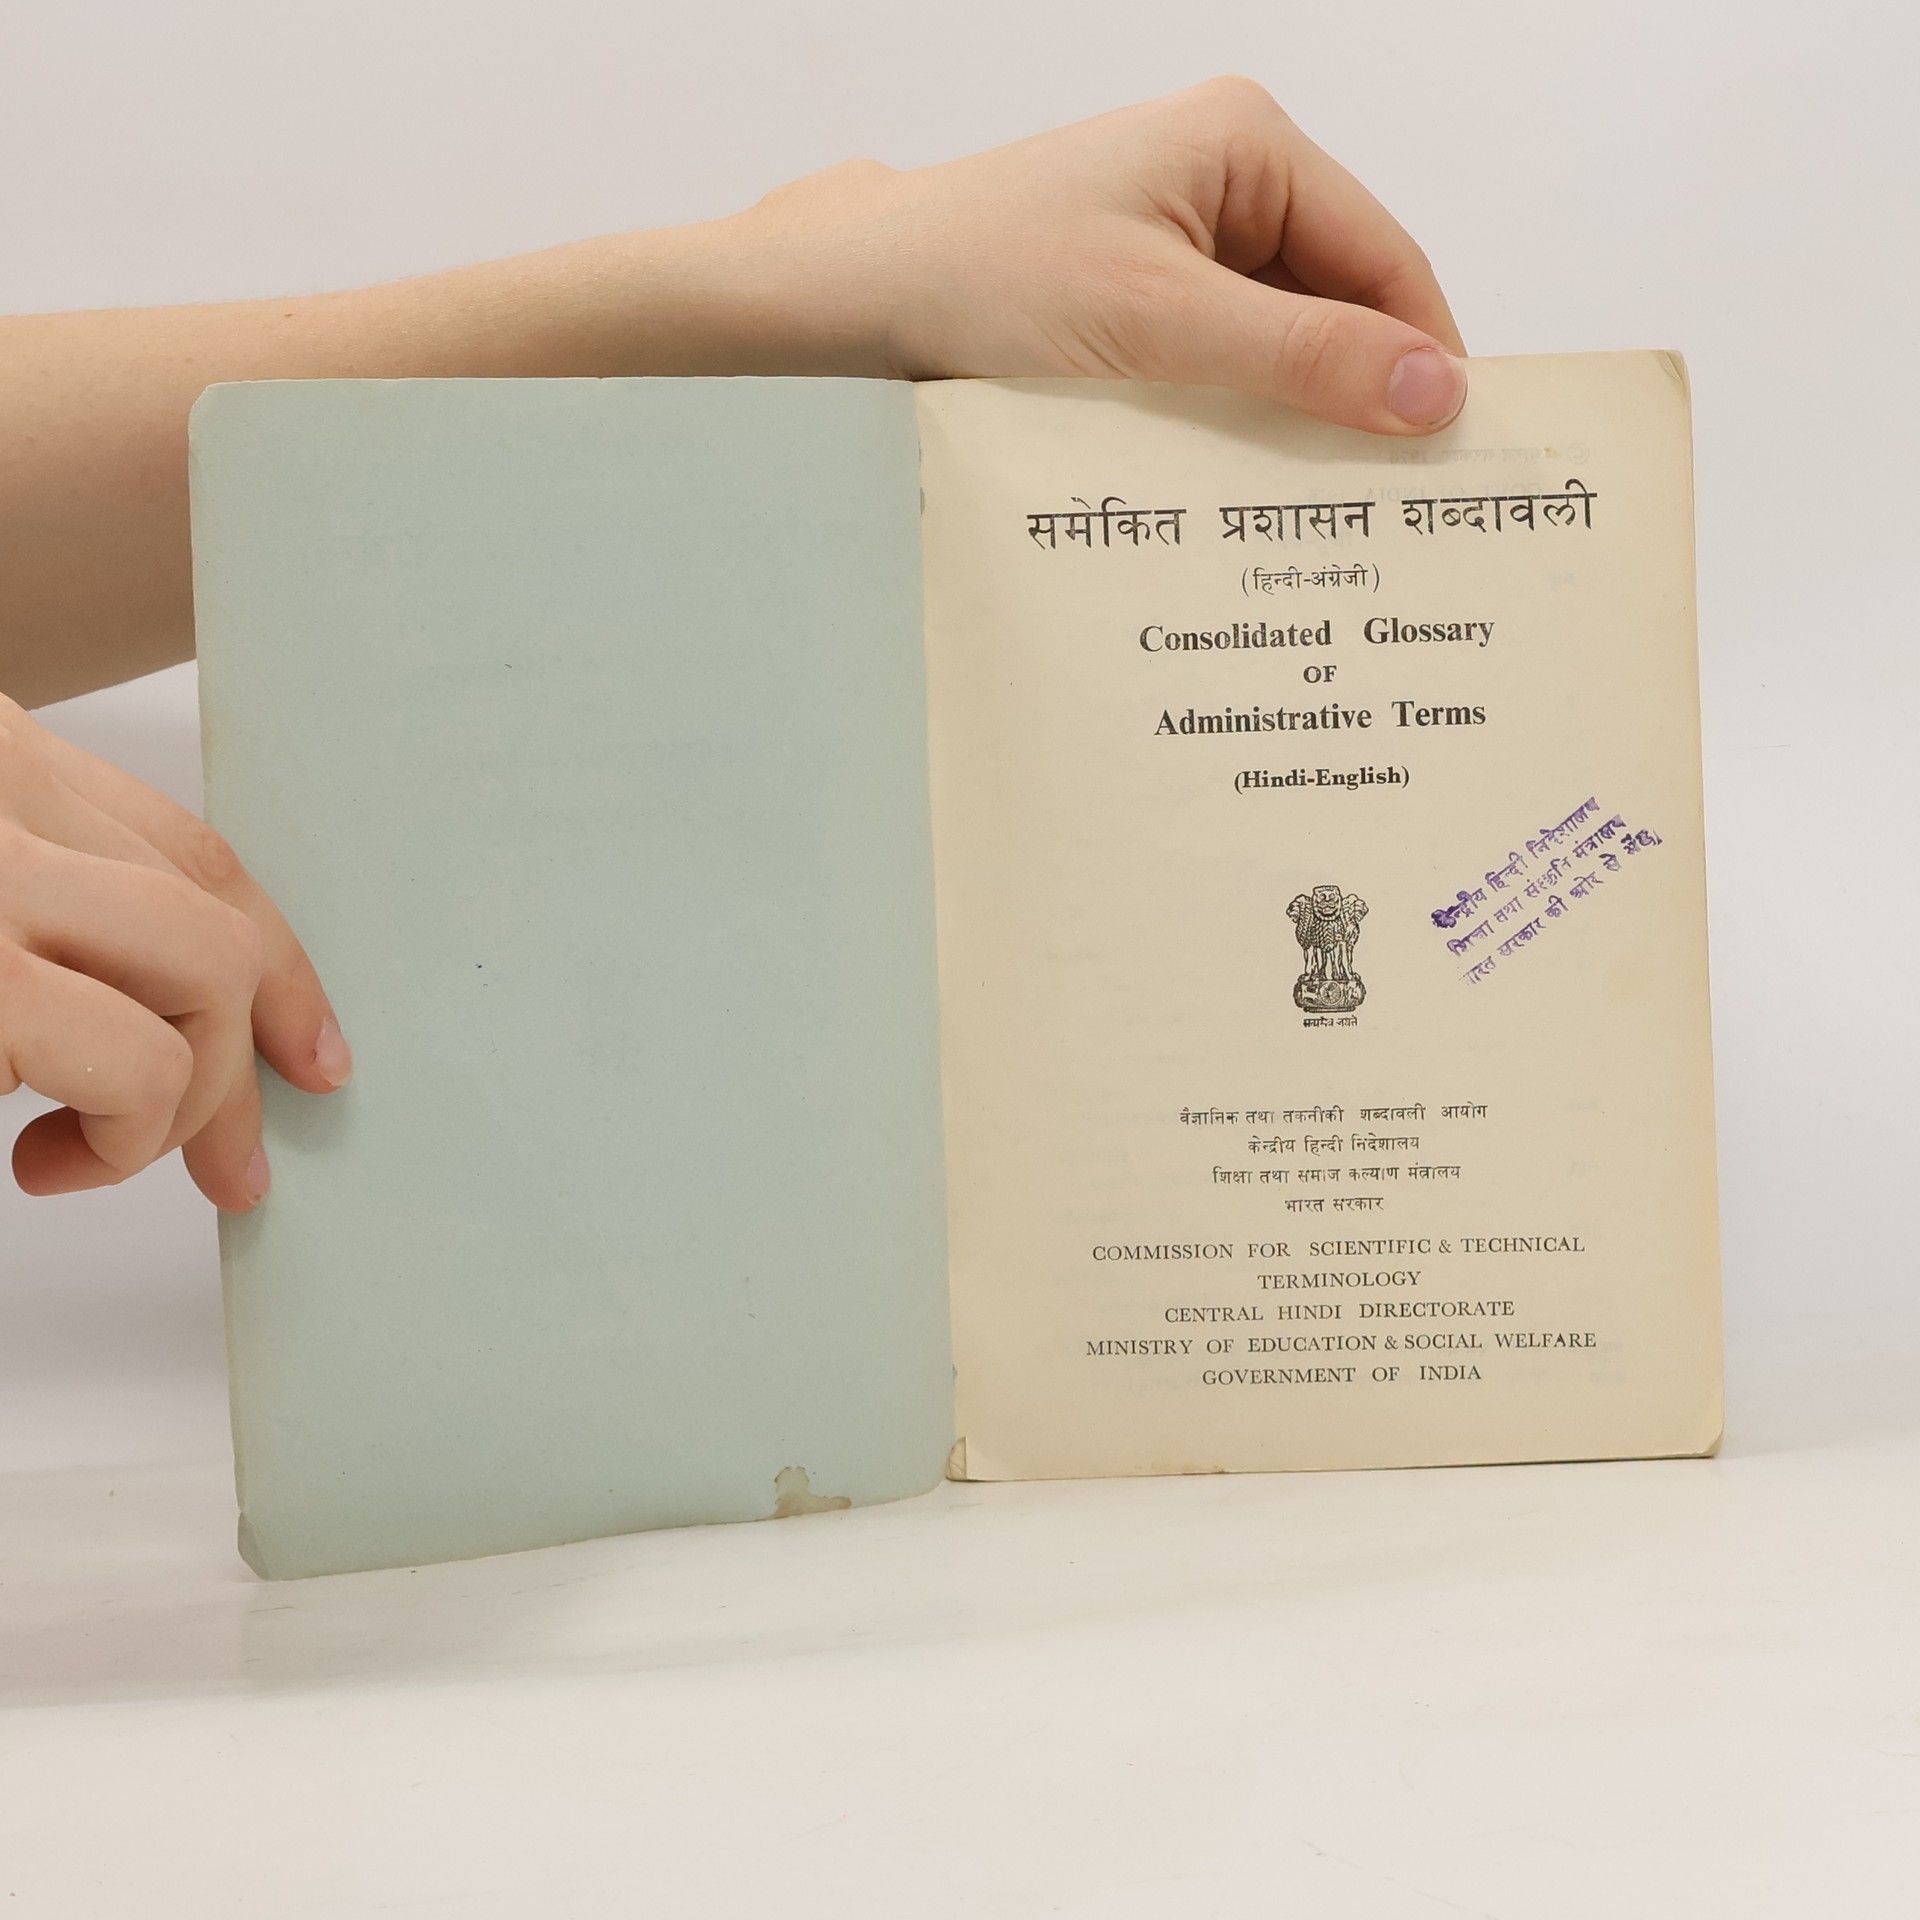 समेकित प्रशासन शब्दावली
(हिन्दी-अंग्रेजी)
Consolidated Glossary
OF
Administrative Terms
(Hindi-English)
केन्द्रीय हिन्दी निदेशालय
शिक्षा तथा संस्कृति मंत्रालय
भारत सरकार की ओर से भेंट।
सत्यमेव जयते
वैज्ञानिक तथा तकनीकी शब्दावली आयोग
केन्द्रीय हिन्दी निदेशालय
शिक्षा तथा समाज कल्याण मंत्रालय
भारत सरकार
COMMISSION FOR SCIENTIFIC & TECHNICAL
TERMINOLOGY
CENTRAL HINDI DIRECTORATE
MINISTRY OF EDUCATION & SOCIAL WELFARE
GOVERNMENT OF INDIA